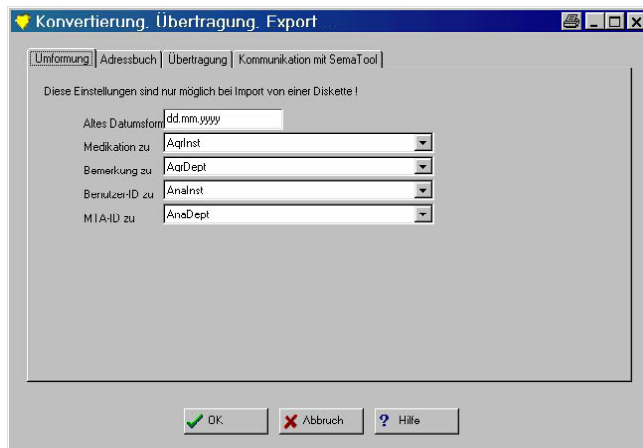 Konvertierung, Übertragung, Export ...
Umformung Adressbuch Übertragung Kommunikation mit SemaTool
Diese Einstellungen sind nur möglich bei Import von einer Diskette !
Altes Datumsform dd.mm.yyyy
Medikation zu AqrInst
Bemerkung zu AqrDept
Benutzer-ID zu AnaInst
MTA-ID zu AnaDept
OK Abbruch ? Hilfe